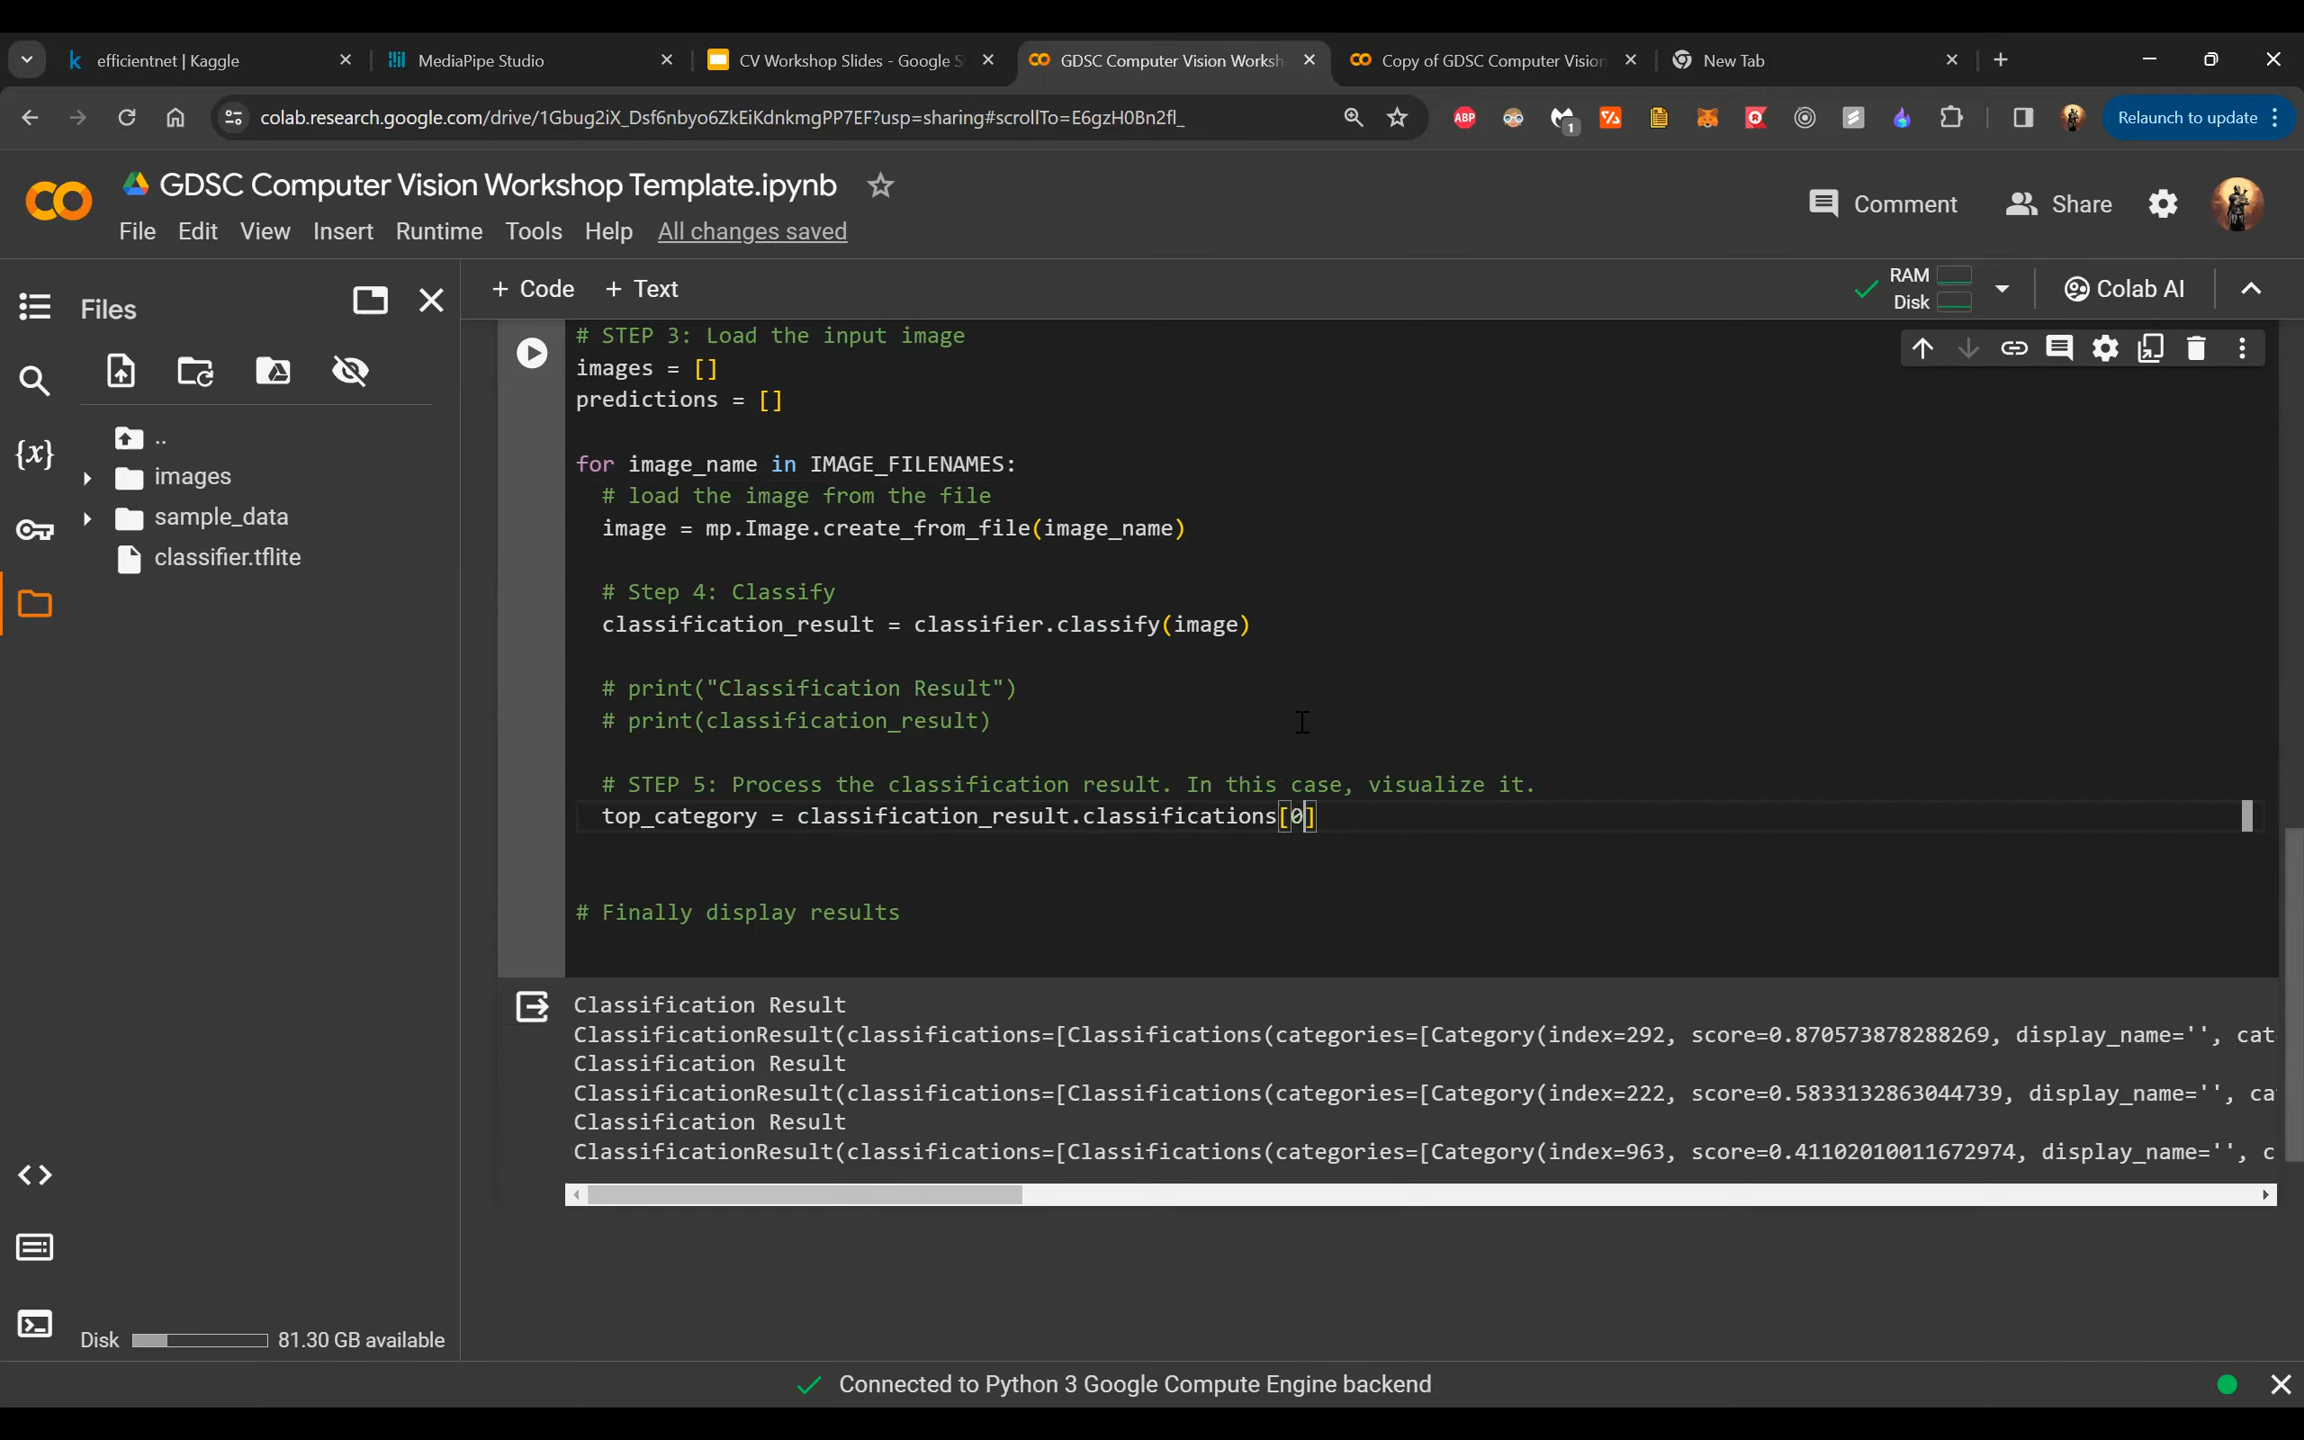 efficientnet | Kaggle
MediaPipe Studio
CV Workshop Slides - Google S
GDSC Computer Vision Worksh
Copy of GDSC Computer Vision
New Tab
colab.research.google.com/drive/1Gbug2iX_Dsf6nbyo6ZkEiKdnkmgPP7EF?usp=sharing#scrollTo=E6gzH0Bn2fl_
ABP
1
Relaunch to update
GDSC Computer Vision Workshop Template.ipynb
File Edit View Insert Runtime Tools Help All changes saved
Comment
Share
Files
+ Code + Text
RAM
Disk
Colab AI
{x}
..
images
sample_data
classifier.tflite
# STEP 3: Load the input image
images = []
predictions = []
for image_name in IMAGE_FILENAMES:
# load the image from the file
image = mp.Image.create_from_file(image_name)
# Step 4: Classify
classification_result = classifier.classify(image)
# print("Classification Result")
# print(classification_result)
# STEP 5: Process the classification result. In this case, visualize it.
top_category = classification_result.classifications[0]
# Finally display results
Classification Result
ClassificationResult(classifications=[Classifications(categories=[Category(index=292, score=0.870573878288269, display_name='', cat
Classification Result
ClassificationResult(classifications=[Classifications(categories=[Category(index=222, score=0.5833132863044739, display_name='', ca
Classification Result
ClassificationResult(classifications=[Classifications(categories=[Category(index=963, score=0.41102010011672974, display_name='', c
Disk 81.30 GB available
Connected to Python 3 Google Compute Engine backend